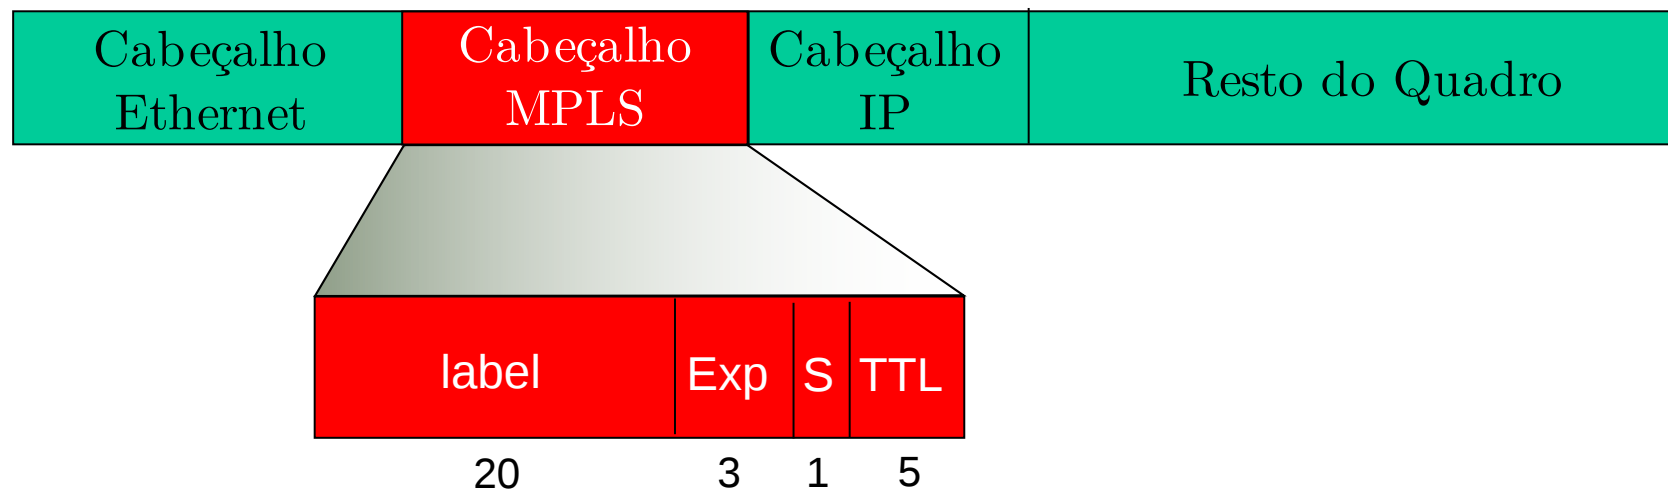 Cabeçalho
Ethernet
Cabeçalho
MPLS
Cabeçalho
IP
Resto do Quadro
label
Exp
S
TTL
20
3
1
5